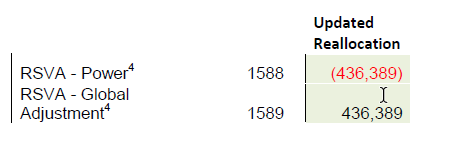 Updated
Reallocation
RSVA - Power4 1588 (436,389)
RSVA - Global
Adjustment4 1589 436,389